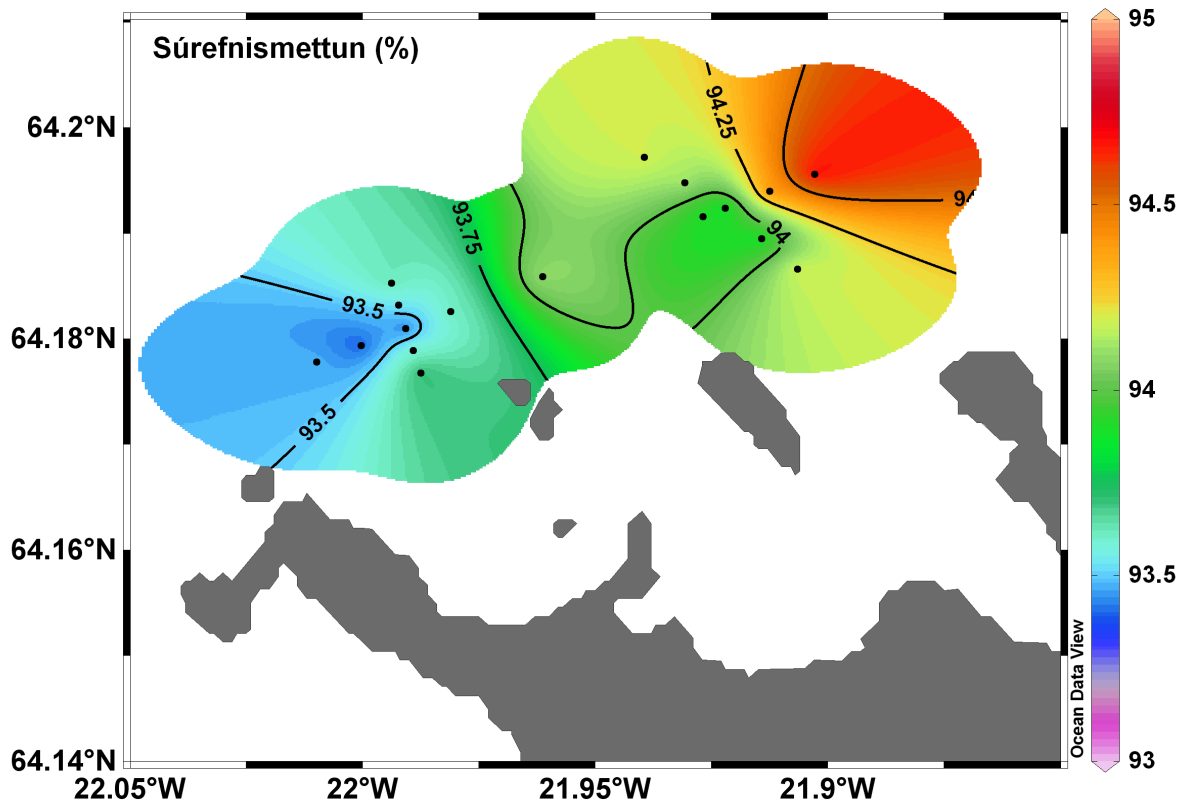 Súrefnismettun (%)
95
94.5
94
93.5
93
64.2°N
64.18°N
64.16°N
64.14°N
22.05°W
22°W
21.95°W
21.9°W
94.25
94
93.75
93.5
93.5
Ocean Data View